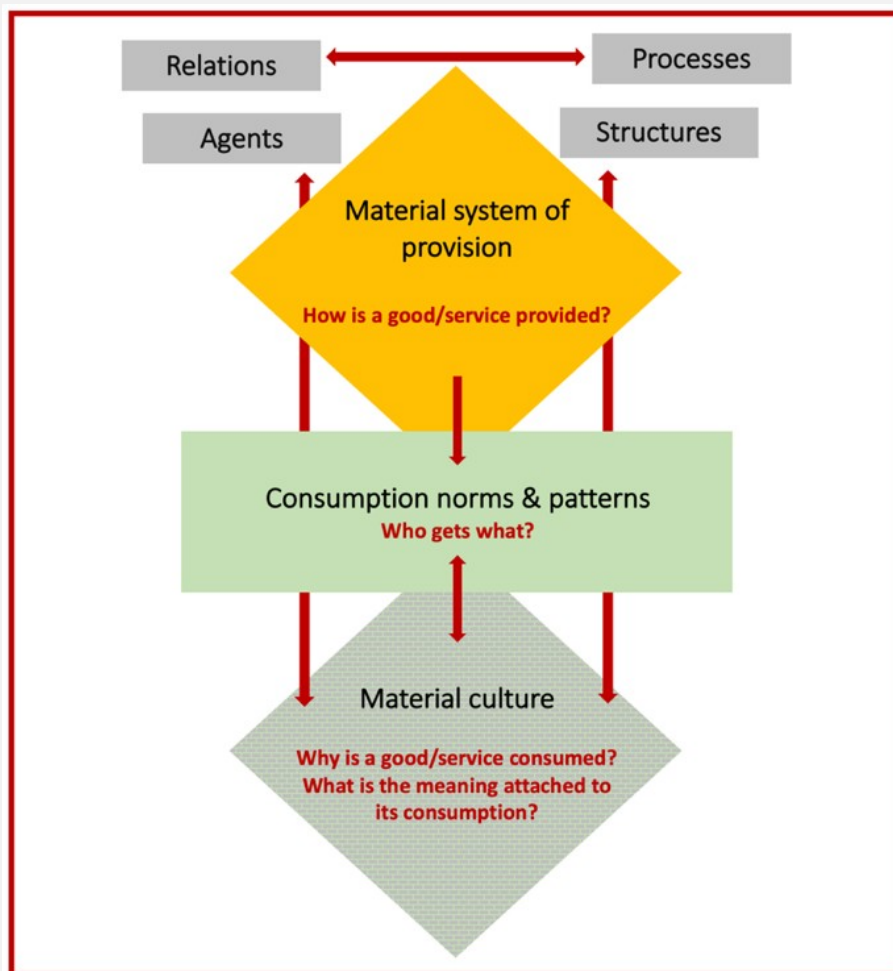 Relations
Processes
Agents
Structures
Material system of
provision
How is a good/service provided?
Consumption norms & patterns
Who gets what?
Material culture
Why is a good/service consumed?
What is the meaning attached to
its consumption?